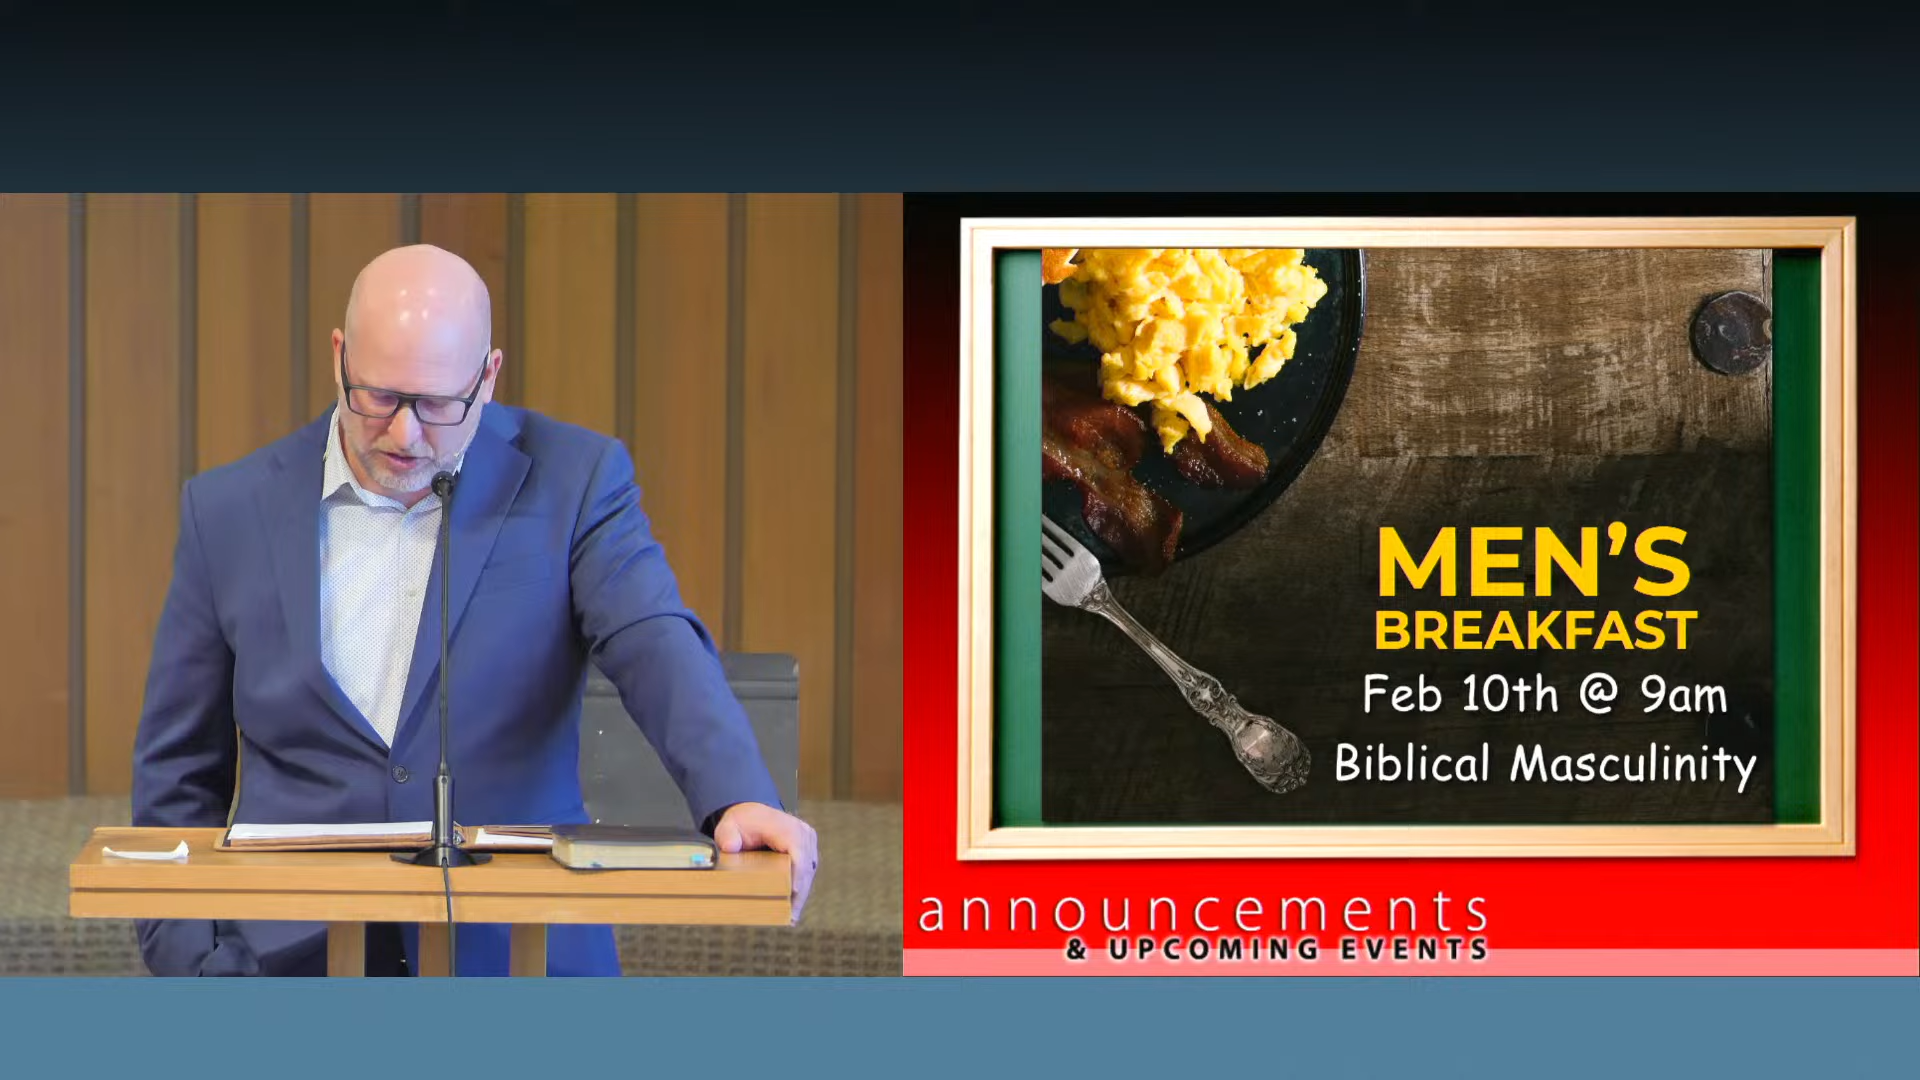 MEN'S
BREAKFAST
Feb 10th @ 9am
Biblical Masculinity
announcements
& UPCOMING EVENTS